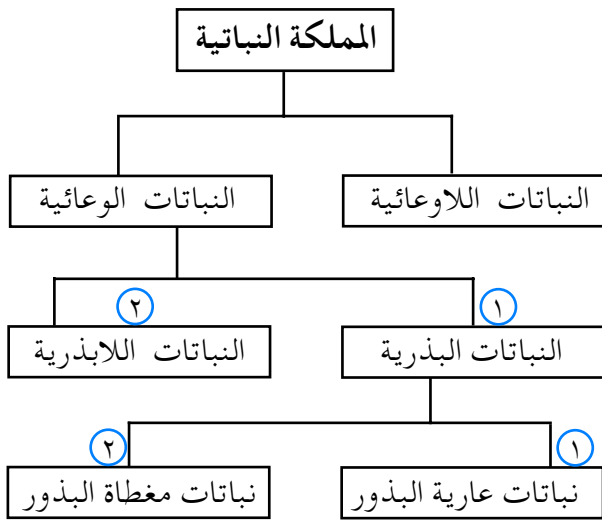 المملكة النباتية
النباتات اللاوعائية
النباتات الوعائية
١
٢
النباتات البذرية
النباتات اللابذرية
١
٢
نباتات عارية البذور
نباتات مغطاة البذور